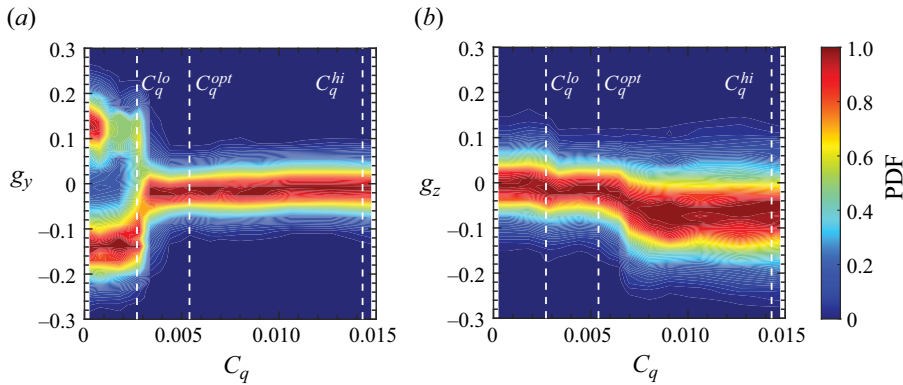 (a)
(b)
0.3
0.2
0.1
0
–0.1
–0.2
–0.3
g_y
C_q^{lo}
C_q^{opt}
C_q^{hi}
0
0.005
0.010
0.015
C_q
0.3
0.2
0.1
0
–0.1
–0.2
–0.3
g_z
C_q^{lo}
C_q^{opt}
C_q^{hi}
0
0.005
0.010
0.015
C_q
1.0
0.8
0.6
0.4
0.2
0
PDF